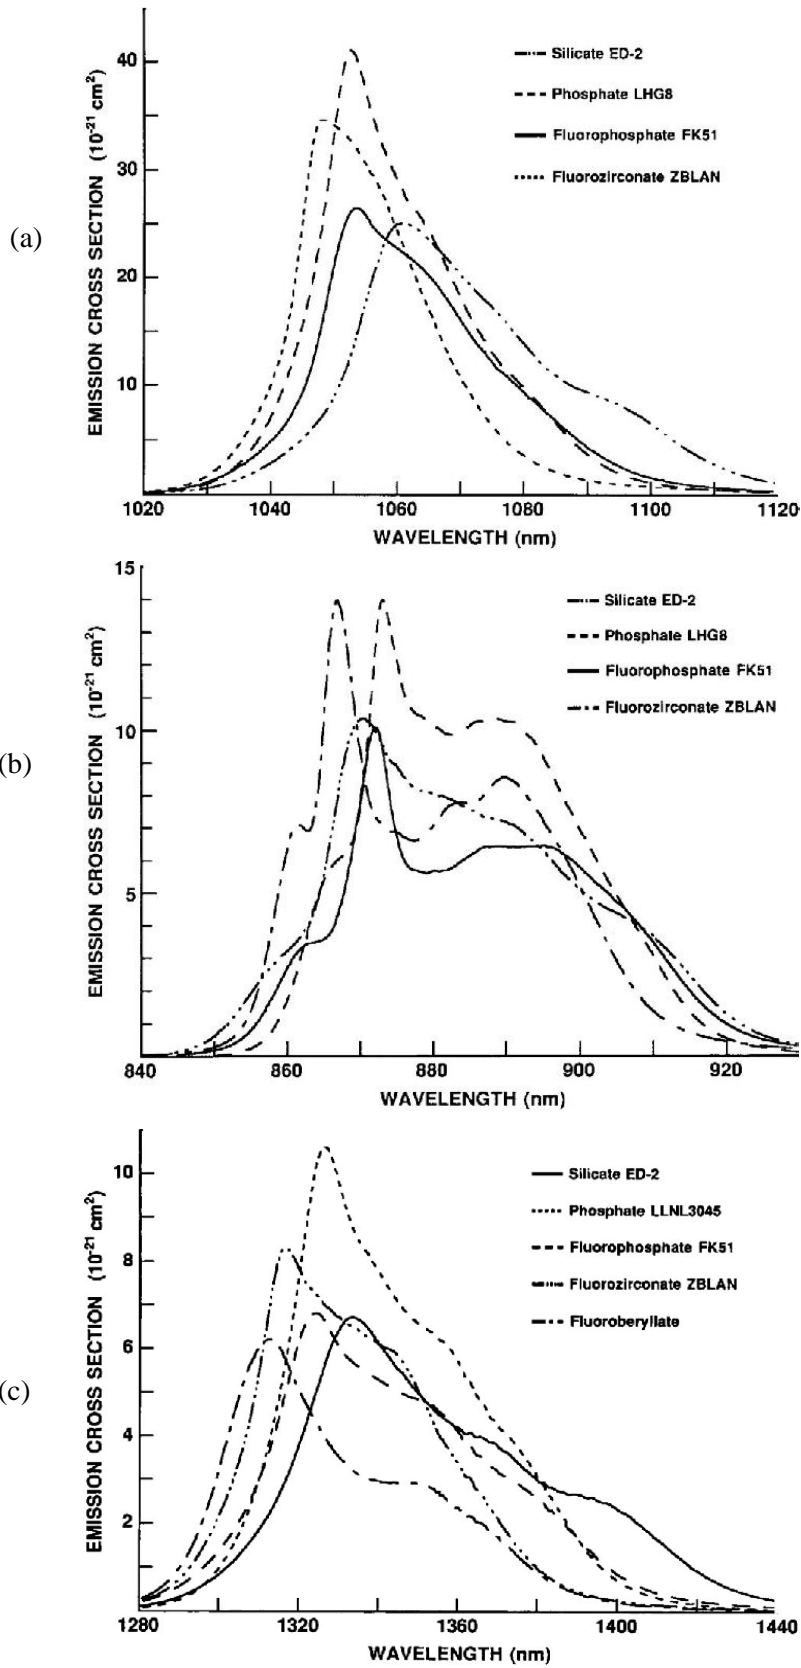 (a)
EMISSION CROSS SECTION (10⁻²¹ cm²)
40
30
20
10
Silicate ED-2
Phosphate LHG8
Fluorophosphate FK51
Fluorozirconate ZBLAN
1020 1040 1060 1080 1100 1120
WAVELENGTH (nm)
(b)
EMISSION CROSS SECTION (10⁻²¹ cm²)
15
10
5
Silicate ED-2
Phosphate LHG8
Fluorophosphate FK51
Fluorozirconate ZBLAN
840 860 880 900 920
WAVELENGTH (nm)
(c)
EMISSION CROSS SECTION (10⁻²¹ cm²)
10
8
6
4
2
Silicate ED-2
Phosphate LLNL3045
Fluorophosphate FK51
Fluorozirconate ZBLAN
Fluoroberyllate
1280 1320 1360 1400 1440
WAVELENGTH (nm)